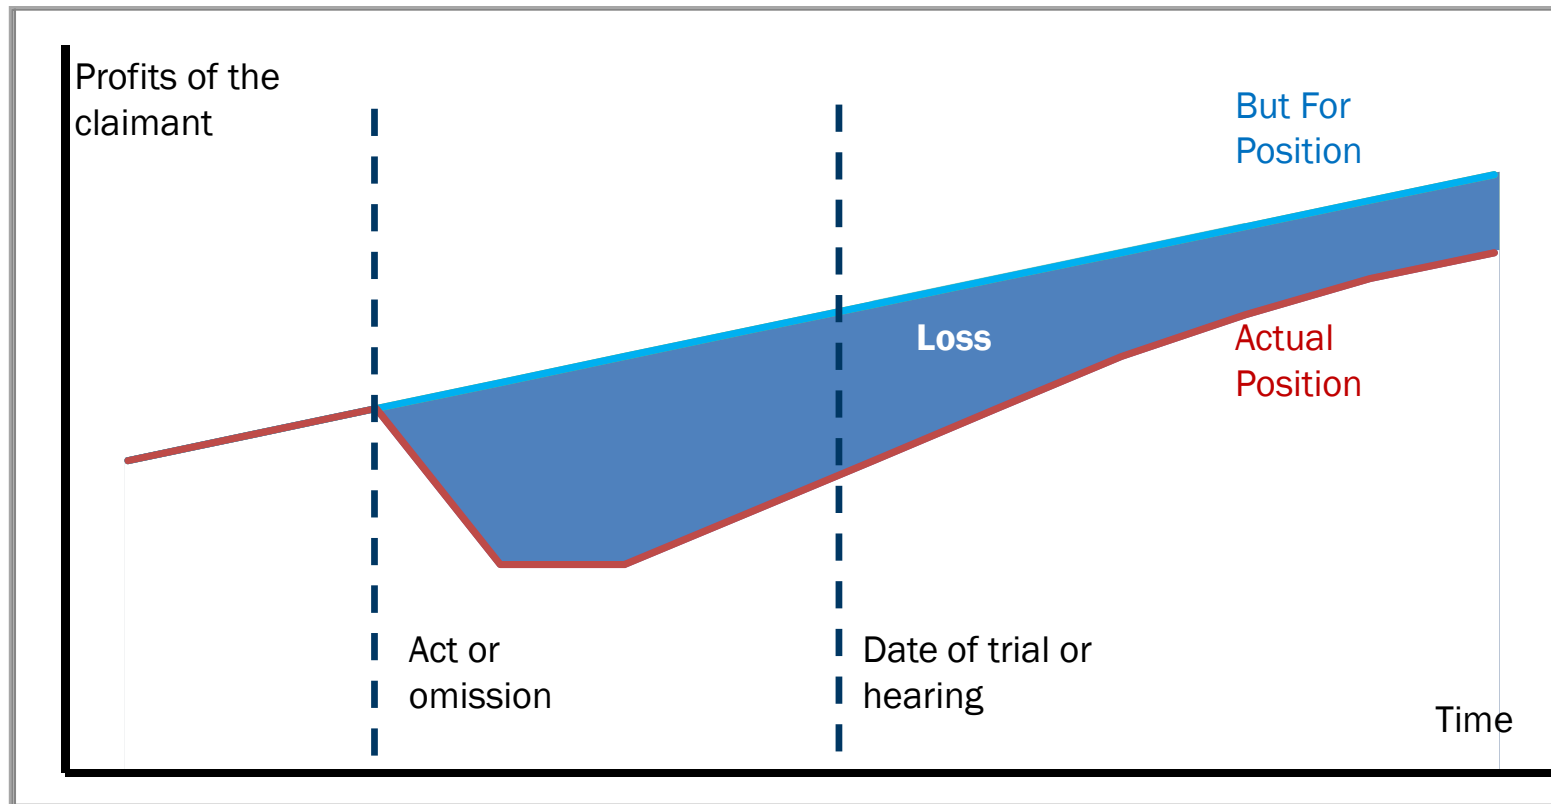 Profits of the
claimant
But For
Position
Loss
Actual
Position
Act or
omission
Date of trial or
hearing
Time